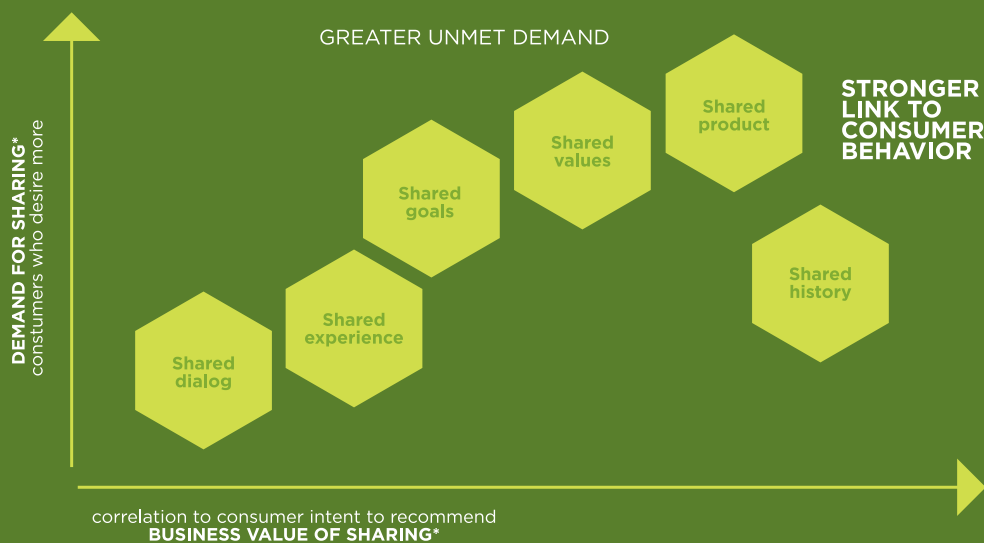 GREATER UNMET DEMAND
STRONGER
LINK TO
CONSUMER
BEHAVIOR
Shared
product
Shared
values
Shared
goals
Shared
history
Shared
experience
Shared
dialog
DEMAND FOR SHARING*
constumers who desire more
correlation to consumer intent to recommend
BUSINESS VALUE OF SHARING*